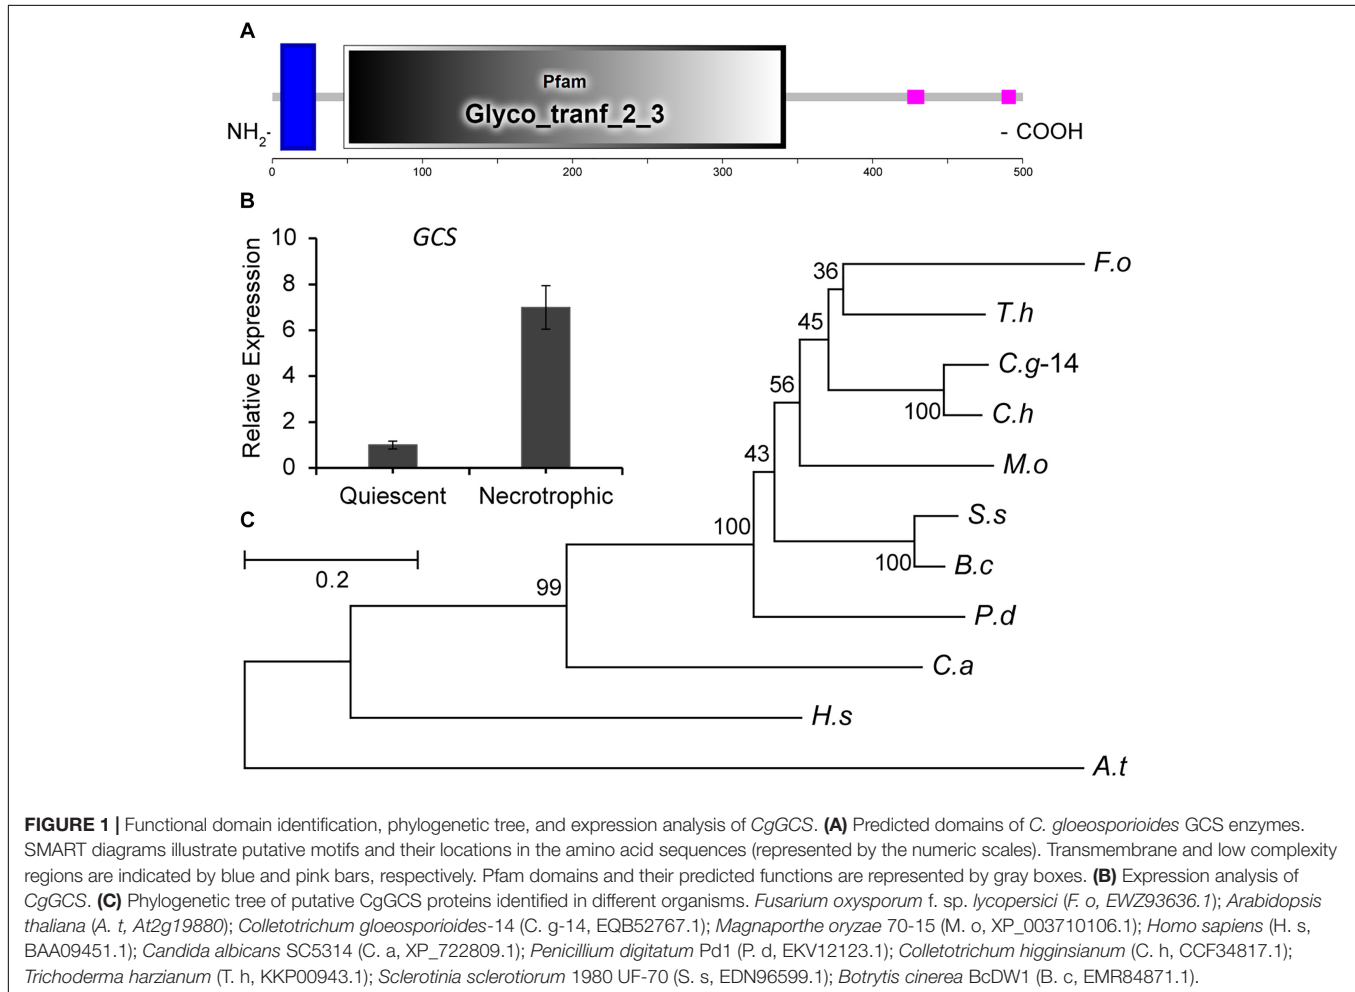 A
Pfam
Glyco_tranf_2_3
NH2-
- COOH
0 100 200 300 400 500
B
GCS
Relative Expresssion
10
8
6
4
2
0
Quiescent Necrotrophic
C
0.2
36
45
56
43
100
99
100
100
F.o
T.h
C.g-14
C.h
M.o
S.s
B.c
P.d
C.a
H.s
A.t
FIGURE 1 | Functional domain identification, phylogenetic tree, and expression analysis of CgGCS. (A) Predicted domains of C. gloeosporioides GCS enzymes.
SMART diagrams illustrate putative motifs and their locations in the amino acid sequences (represented by the numeric scales). Transmembrane and low complexity
regions are indicated by blue and pink bars, respectively. Pfam domains and their predicted functions are represented by gray boxes. (B) Expression analysis of
CgGCS. (C) Phylogenetic tree of putative CgGCS proteins identified in different organisms. Fusarium oxysporum f. sp. lycopersici (F. o, EWZ93636.1); Arabidopsis
thaliana (A. t, At2g19880); Colletotrichum gloeosporioides-14 (C. g-14, EQB52767.1); Magnaporthe oryzae 70-15 (M. o, XP_003710106.1); Homo sapiens (H. s,
BAA09451.1); Candida albicans SC5314 (C. a, XP_722809.1); Penicillium digitatum Pd1 (P. d, EKV12123.1); Colletotrichum higginsianum (C. h, CCF34817.1);
Trichoderma harzianum (T. h, KKP00943.1); Sclerotinia sclerotiorum 1980 UF-70 (S. s, EDN96599.1); Botrytis cinerea BcDW1 (B. c, EMR84871.1).